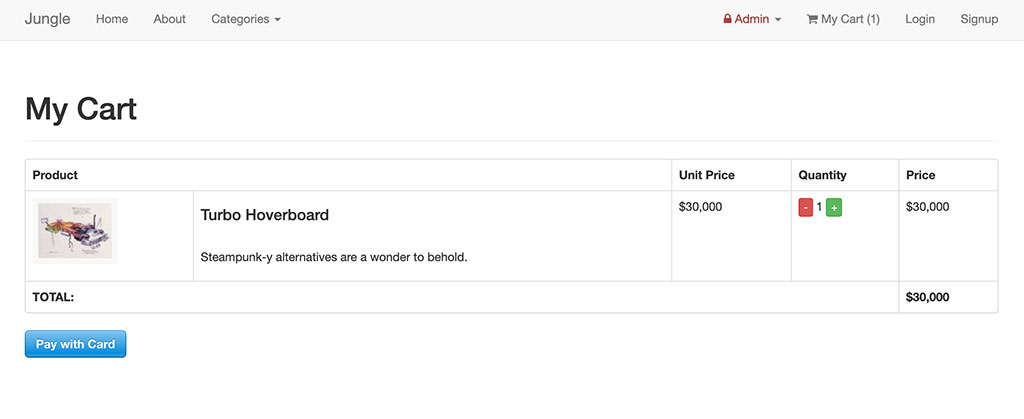 Jungle Home About Categories Admin My Cart (1) Login Signup
My Cart
Product Unit Price Quantity Price
Turbo Hoverboard $30,000 - 1 + $30,000
Steampunk-y alternatives are a wonder to behold.
TOTAL: $30,000
Pay with Card